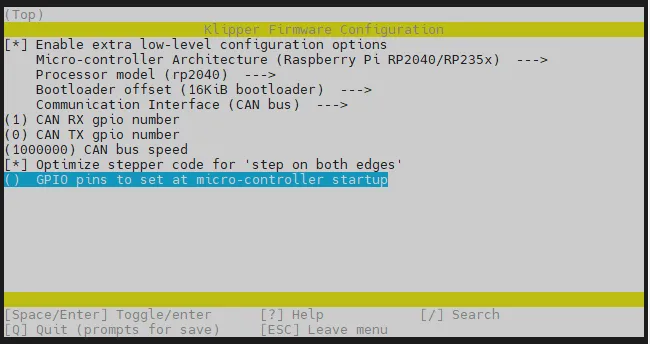 (Top)
Klipper Firmware Configuration
[*] Enable extra low-level configuration options
Micro-controller Architecture (Raspberry Pi RP2040/RP235x)  --->
Processor model (rp2040)  --->
Bootloader offset (16KiB bootloader)  --->
Communication Interface (CAN bus)  --->
(1) CAN RX gpio number
(0) CAN TX gpio number
(1000000) CAN bus speed
[*] Optimize stepper code for 'step on both edges'
()  GPIO pins to set at micro-controller startup
[Space/Enter] Toggle/enter      [?] Help            [/] Search
[Q] Quit (prompts for save)     [ESC] Leave menu